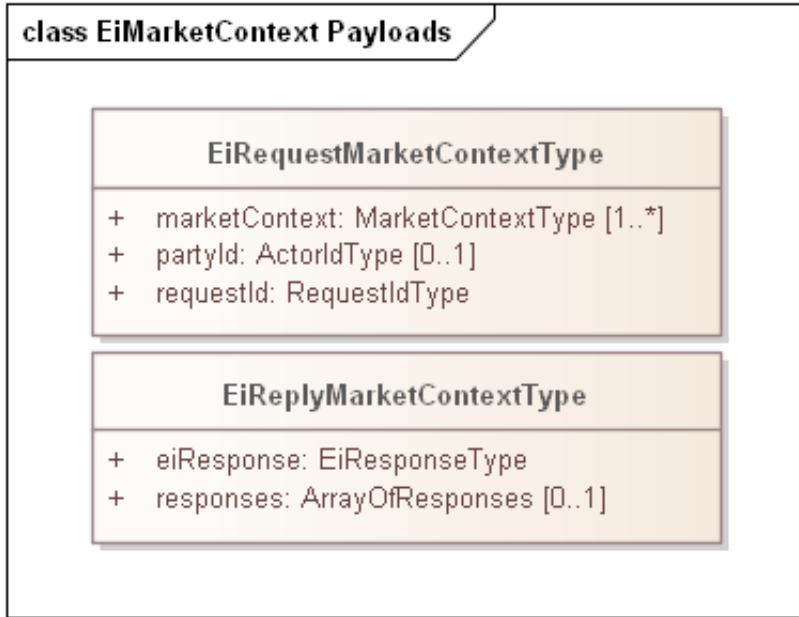 class EiMarketContext Payloads
EiRequestMarketContextType
+ marketContext: MarketContextType [1..*]
+ partyId: ActorIdType [0..1]
+ requestId: RequestIdType
EiReplyMarketContextType
+ eiResponse: EiResponseType
+ responses: ArrayOfResponses [0..1]